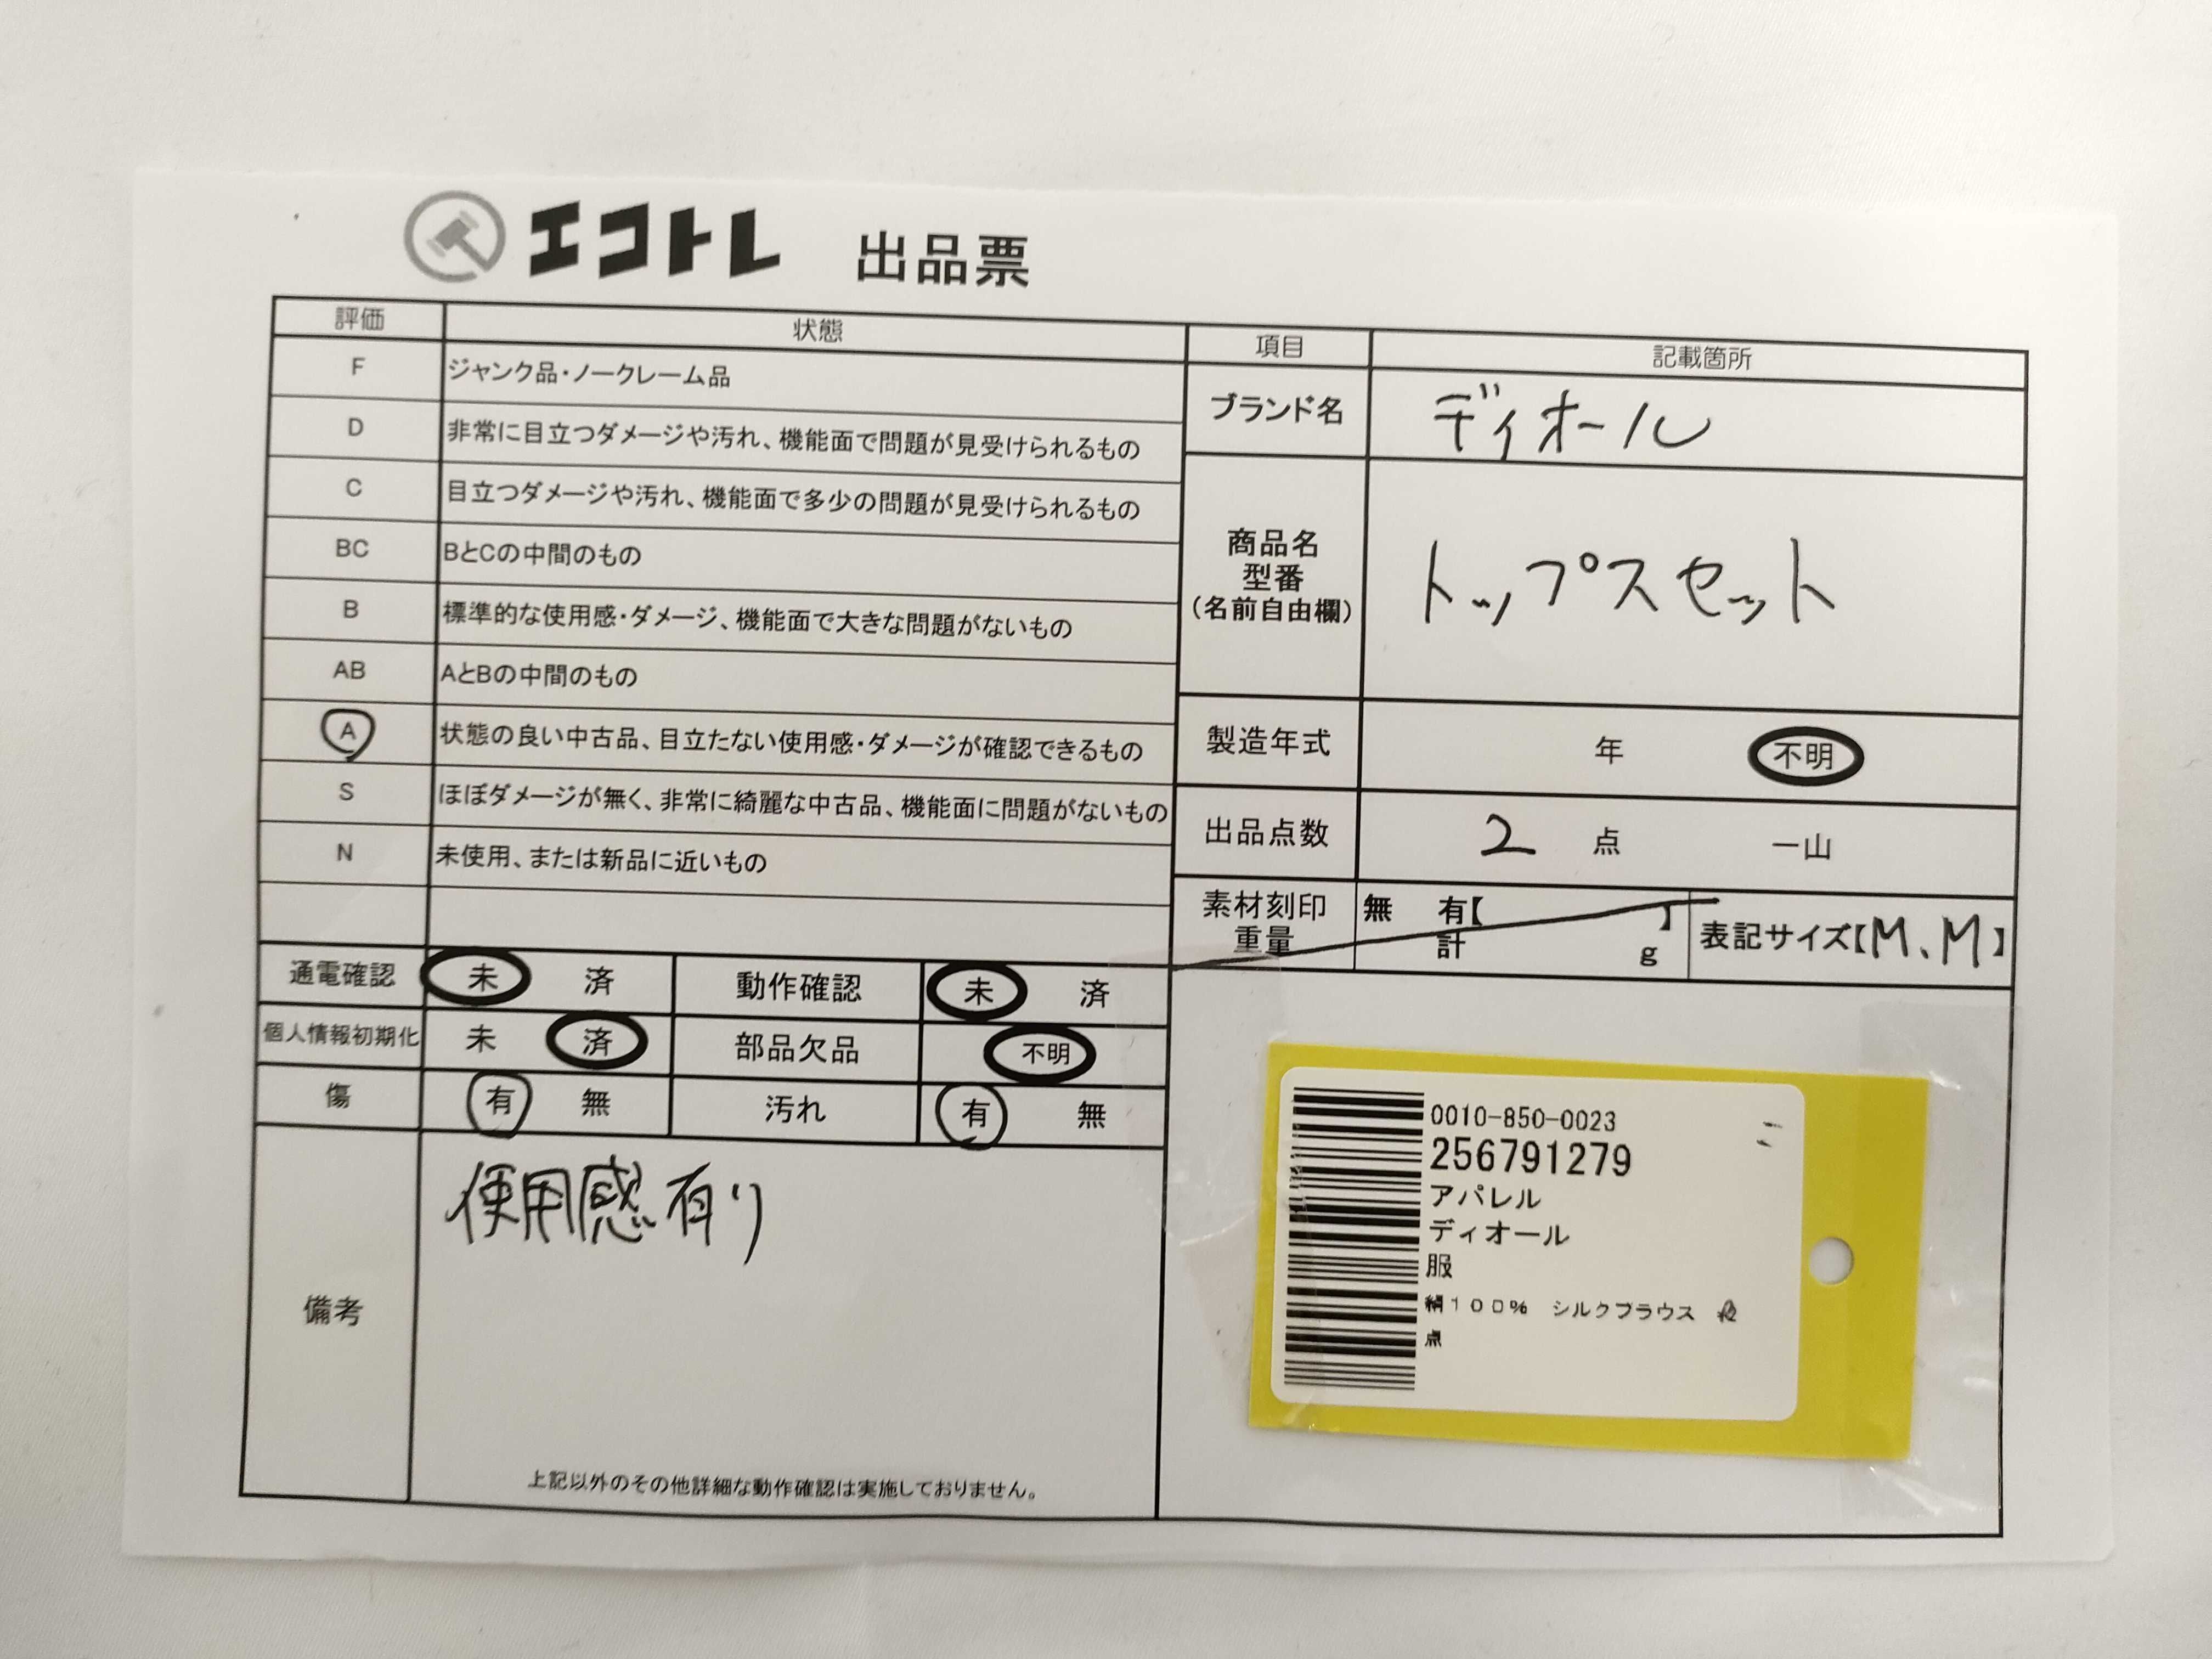 エコトレ 出品票
評価 状態
F ジャンク品・ノークレーム品
D 非常に目立つダメージや汚れ、機能面で問題が見受けられるもの
C 目立つダメージや汚れ、機能面で多少の問題が見受けられるもの
BC BとCの中間のもの
B 標準的な使用感・ダメージ、機能面で大きな問題がないもの
AB AとBの中間のもの
A 状態の良い中古品、目立たない使用感・ダメージが確認できるもの
S ほぼダメージが無く、非常に綺麗な中古品、機能面に問題がないもの
N 未使用、または新品に近いもの
通電確認 未 済 動作確認 未 済
個人情報初期化 未 済 部品欠品 不明
傷 有 無 汚れ 有 無
備考 使用感有り
上記以外のその他詳細な動作確認は実施しておりません。
項目 記載箇所
ブランド名 ディオール
商品名
型番
(名前自由欄)
トップスセット
製造年式 年 不明
出品点数 2 点 一山
素材刻印 無 有【 】
重量 計 g
表記サイズ【M、M】
0010-850-0023
256791279
アパレル
ディオール
服
100% シルクブラウス
点